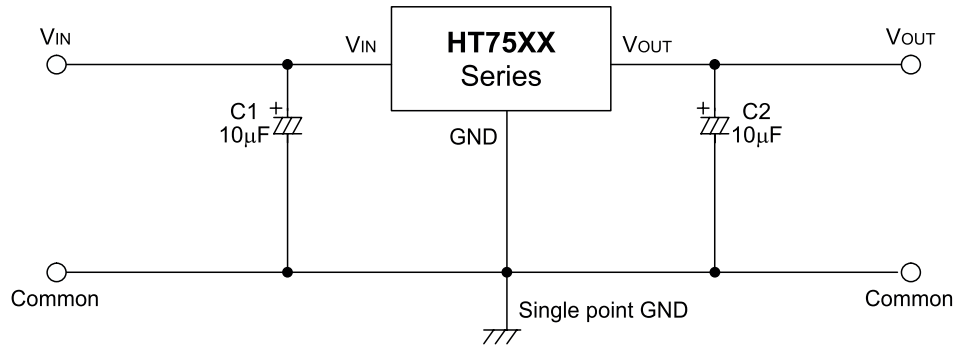 VIN
VIN
HT75XX
Series
VOUT
VOUT
C1
10μF
+
GND
+
C2
10μF
Common
Single point GND
Common